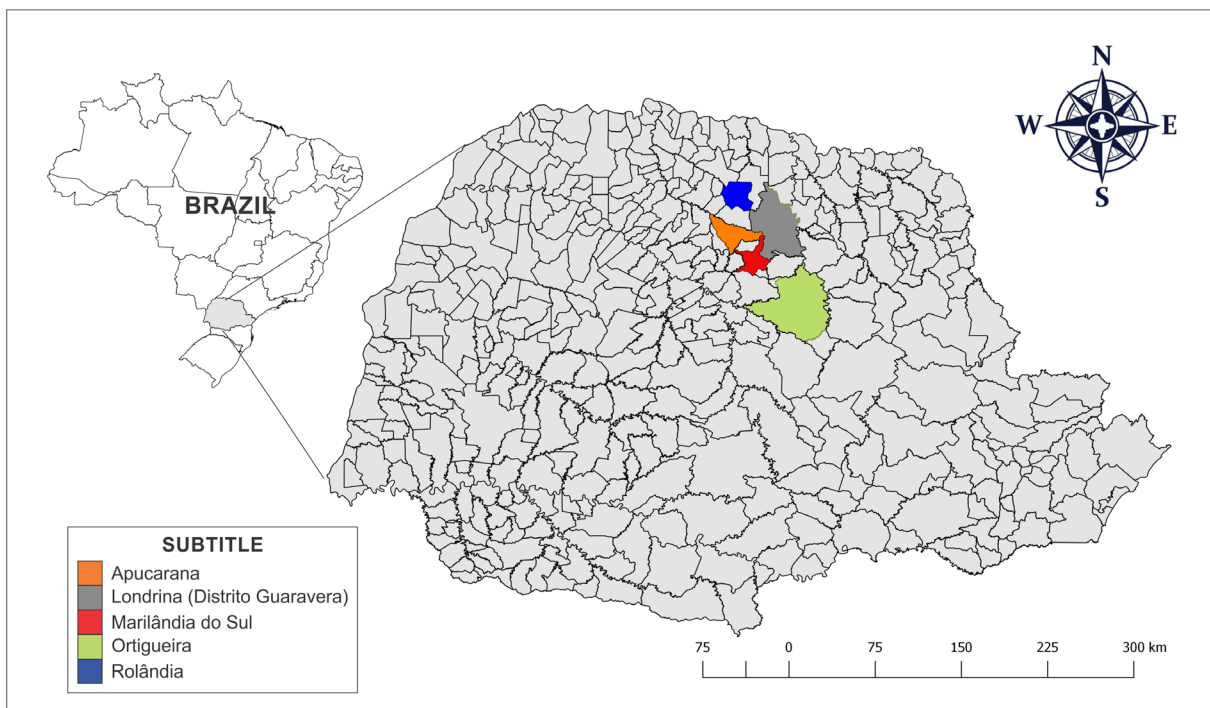 N
W E
S
BRAZIL
SUBTITLE
Apucarana
Londrina (Distrito Guaravera)
Marilândia do Sul
Ortigueira
Rolândia
75 0 75 150 225 300 km